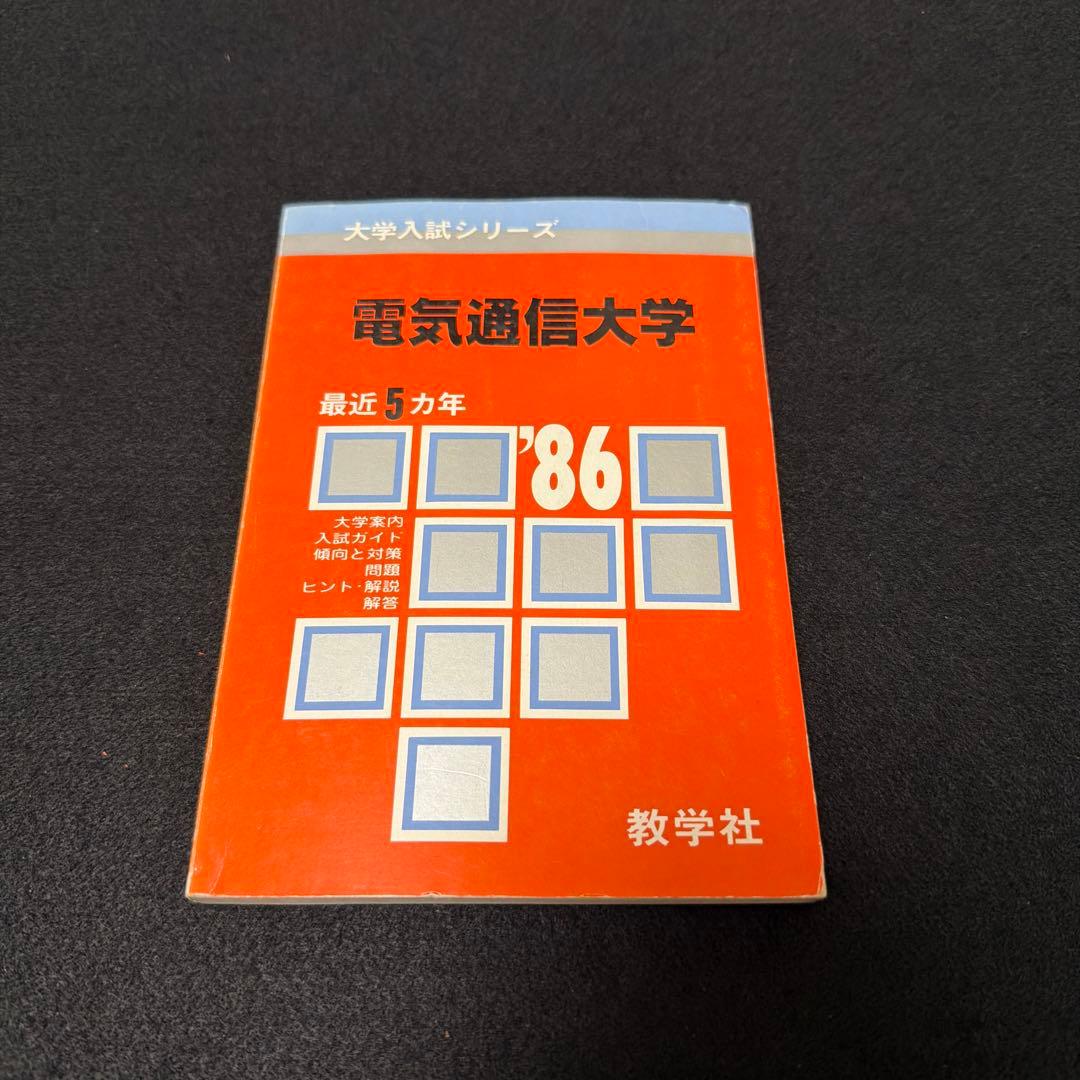 大学入試シリーズ
電気通信大学
最近5カ年
'86
大学案内
入試ガイド
傾向と対策
問題
ヒント・解説
解答
教学社